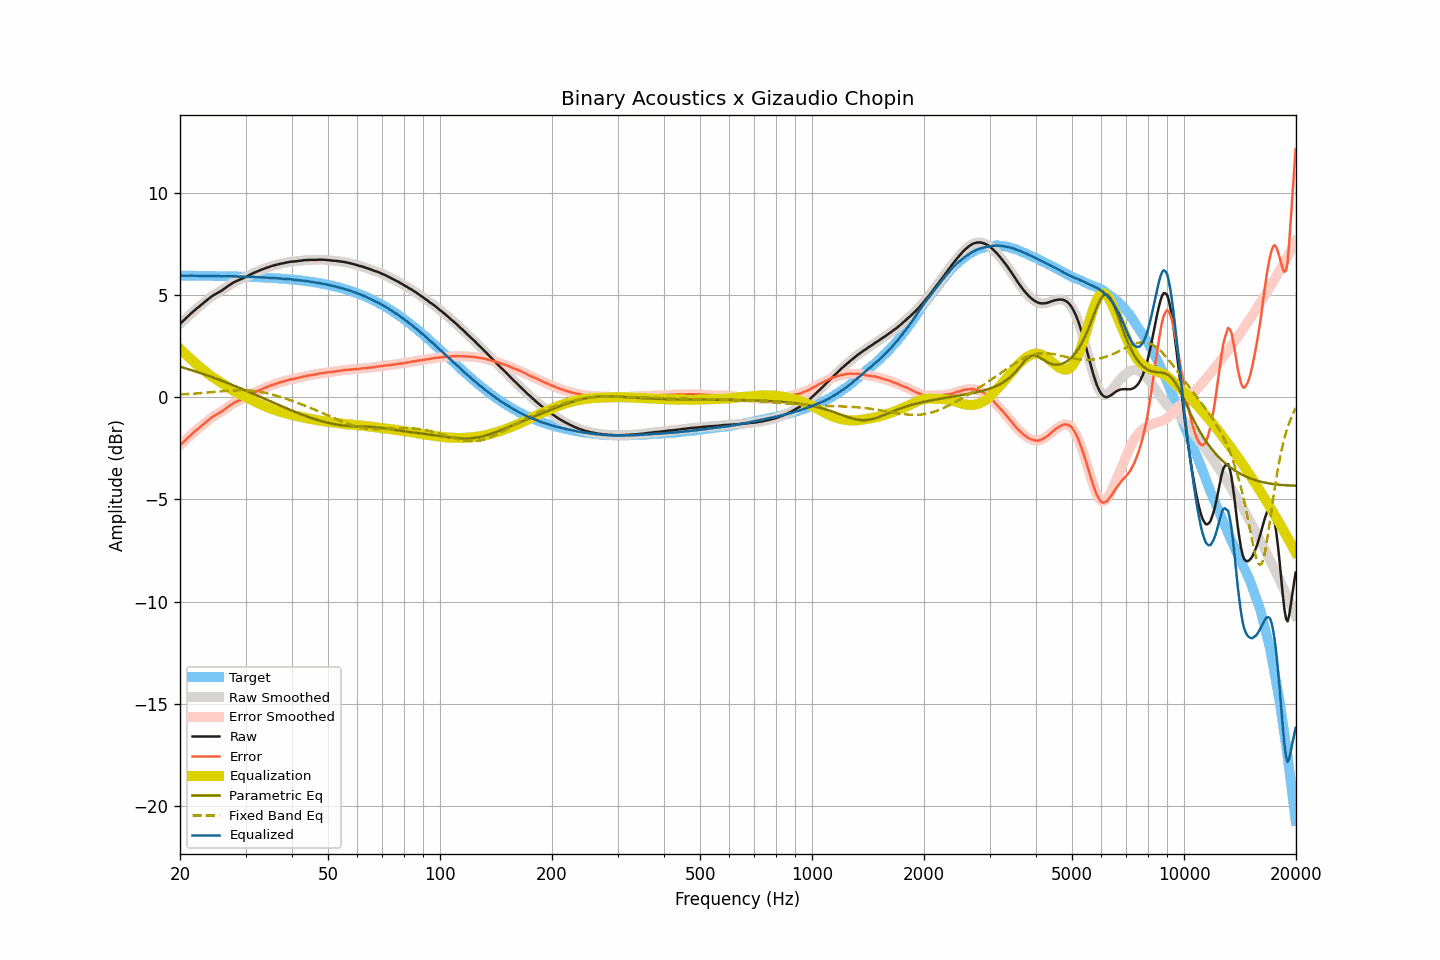 Binary Acoustics x Gizaudio Chopin
Amplitude (dBr)
10
5
0
−5
−10
−15
−20
Target
Raw Smoothed
Error Smoothed
Raw
Error
Equalization
Parametric Eq
Fixed Band Eq
Equalized
20 50 100 200 500 1000 2000 5000 10000 20000
Frequency (Hz)